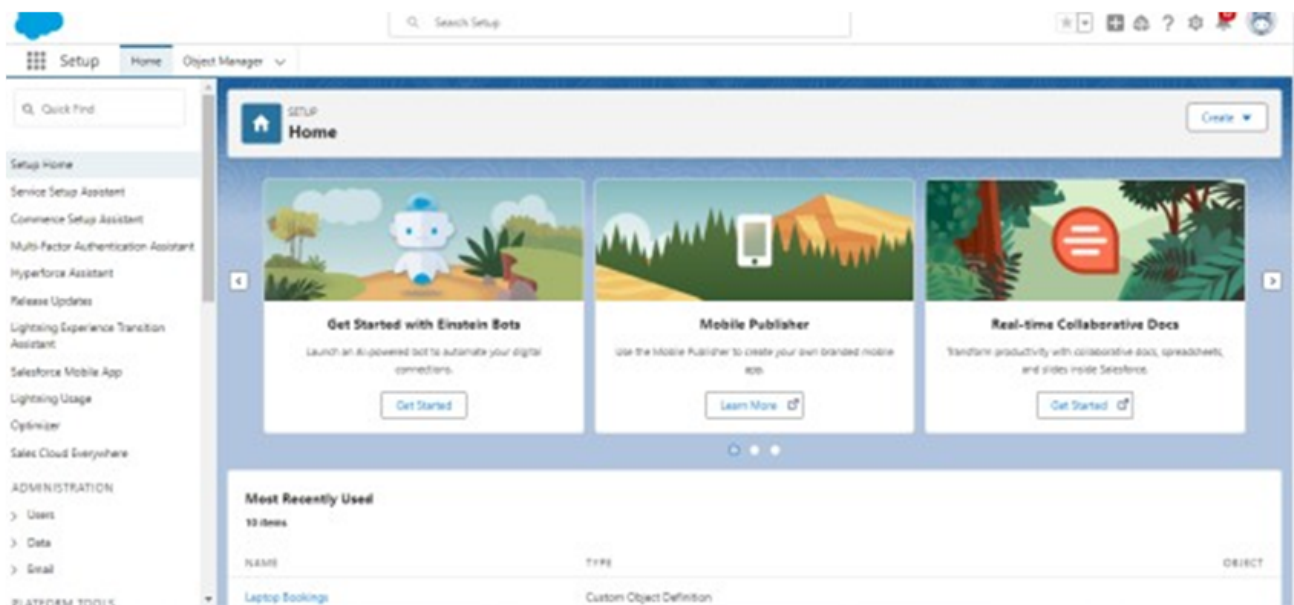 Search Setup
Setup
Home
Object Manager
Quick Find
Setup Home
Service Setup Assistant
Commerce Setup Assistant
Multi-Factor Authentication Assistant
Hyperforce Assistant
Release Updates
Lightning Experience Transition
Assistant
Salesforce Mobile App
Lightning Usage
Optimizer
Sales Cloud Everywhere
ADMINISTRATION
Users
Data
Email
PLATFORM TOOLS
SETUP
Home
Create
Get Started with Einstein Bots
Launch an AI-powered bot to automate your digital
connections.
Get Started
Mobile Publisher
Use the Mobile Publisher to create your own branded mobile
app.
Learn More
Real-time Collaborative Docs
Transform productivity with collaborative docs, spreadsheets,
and slides inside Salesforce.
Get Started
Most Recently Used
10 items
NAME TYPE OBJECT
Laptop Bookings Custom Object Definition